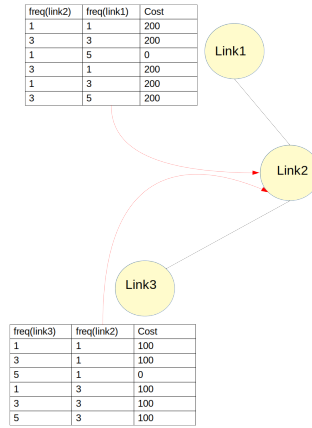 freq(link2) freq(link1) Cost
1 1 200
3 3 200
1 5 0
3 1 200
1 3 200
3 5 200
Link1
Link2
Link3
freq(link3) freq(link2) Cost
1 1 100
3 1 100
5 1 0
1 3 100
3 3 100
5 3 100